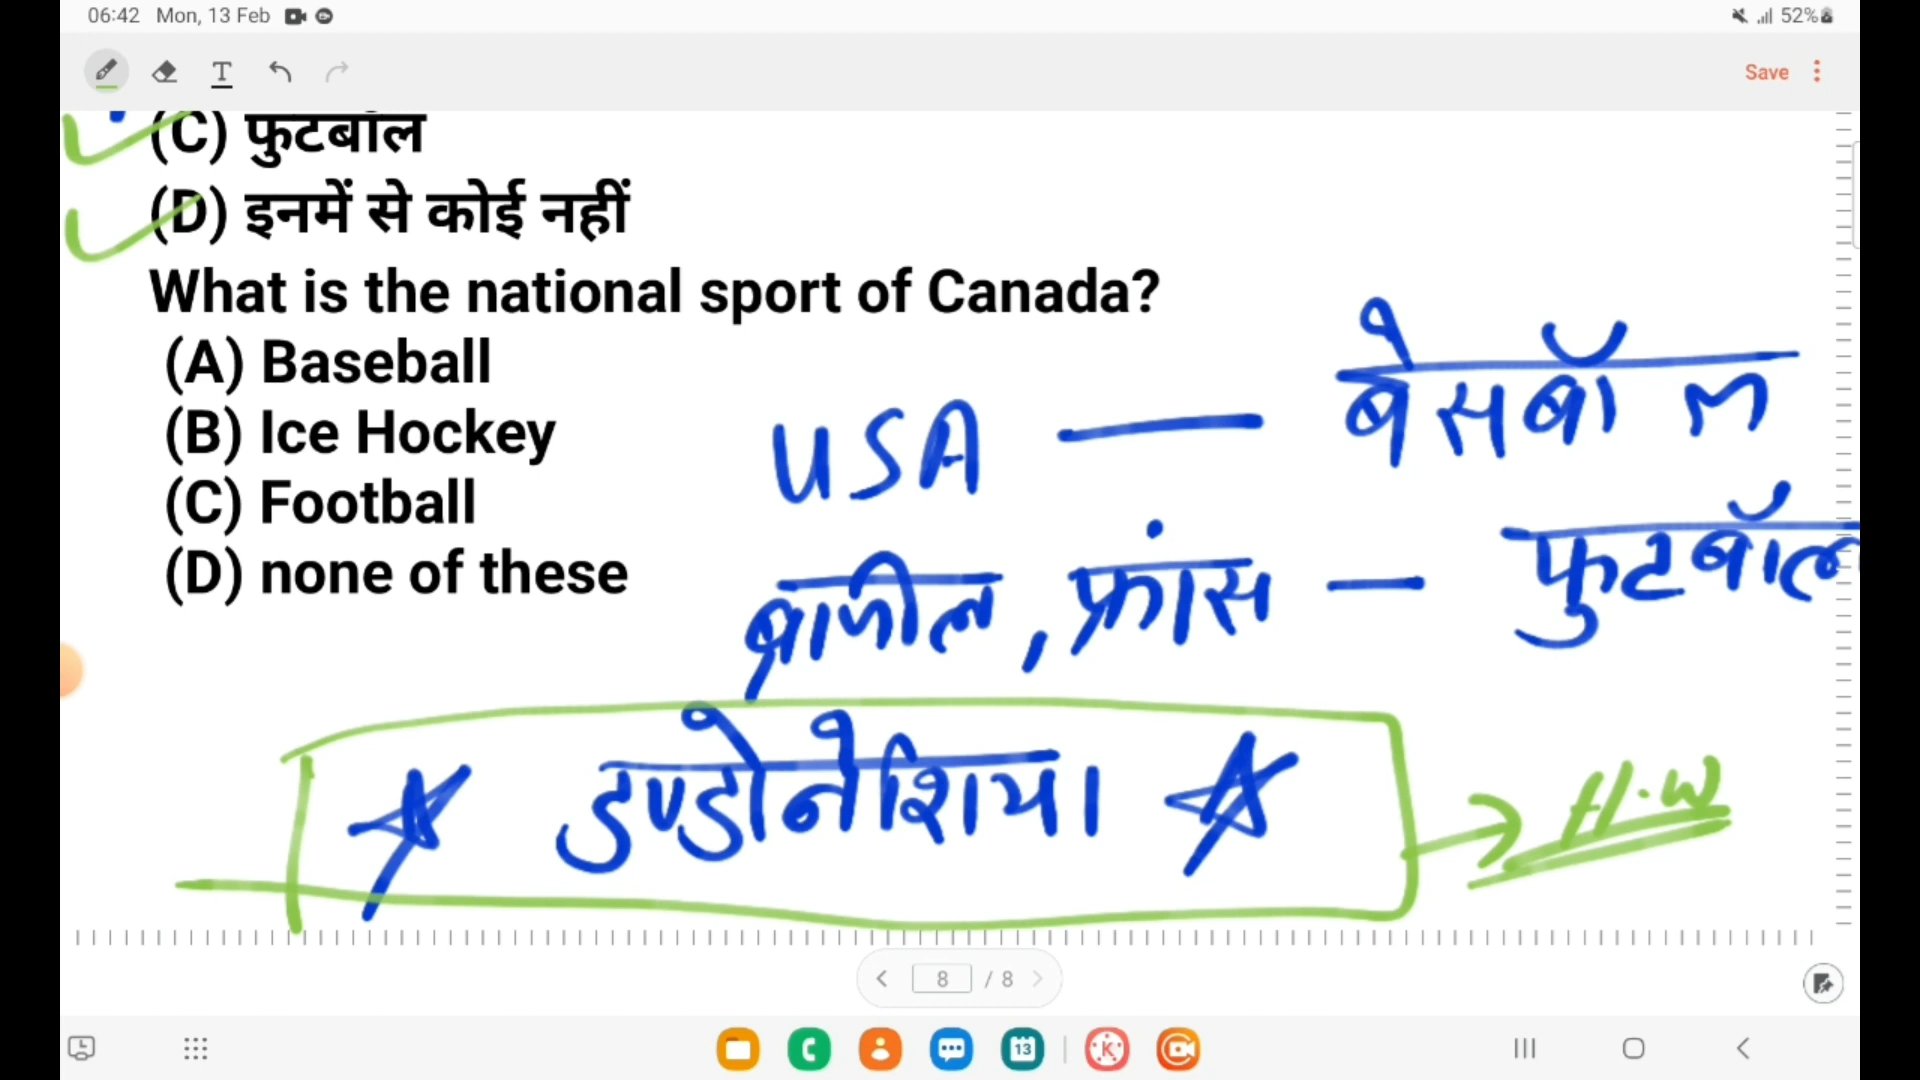 06:42 Mon, 13 Feb 52%
T Save
(C) फुटबॉल
(D) इनमें से कोई नहीं
What is the national sport of Canada?
(A) Baseball
(B) Ice Hockey
(C) Football
(D) none of these
USA — बेसबॉल
ब्राजील, फ्रांस — फुटबॉल
इण्डोनेशिया
H.W
8 / 8
13 K